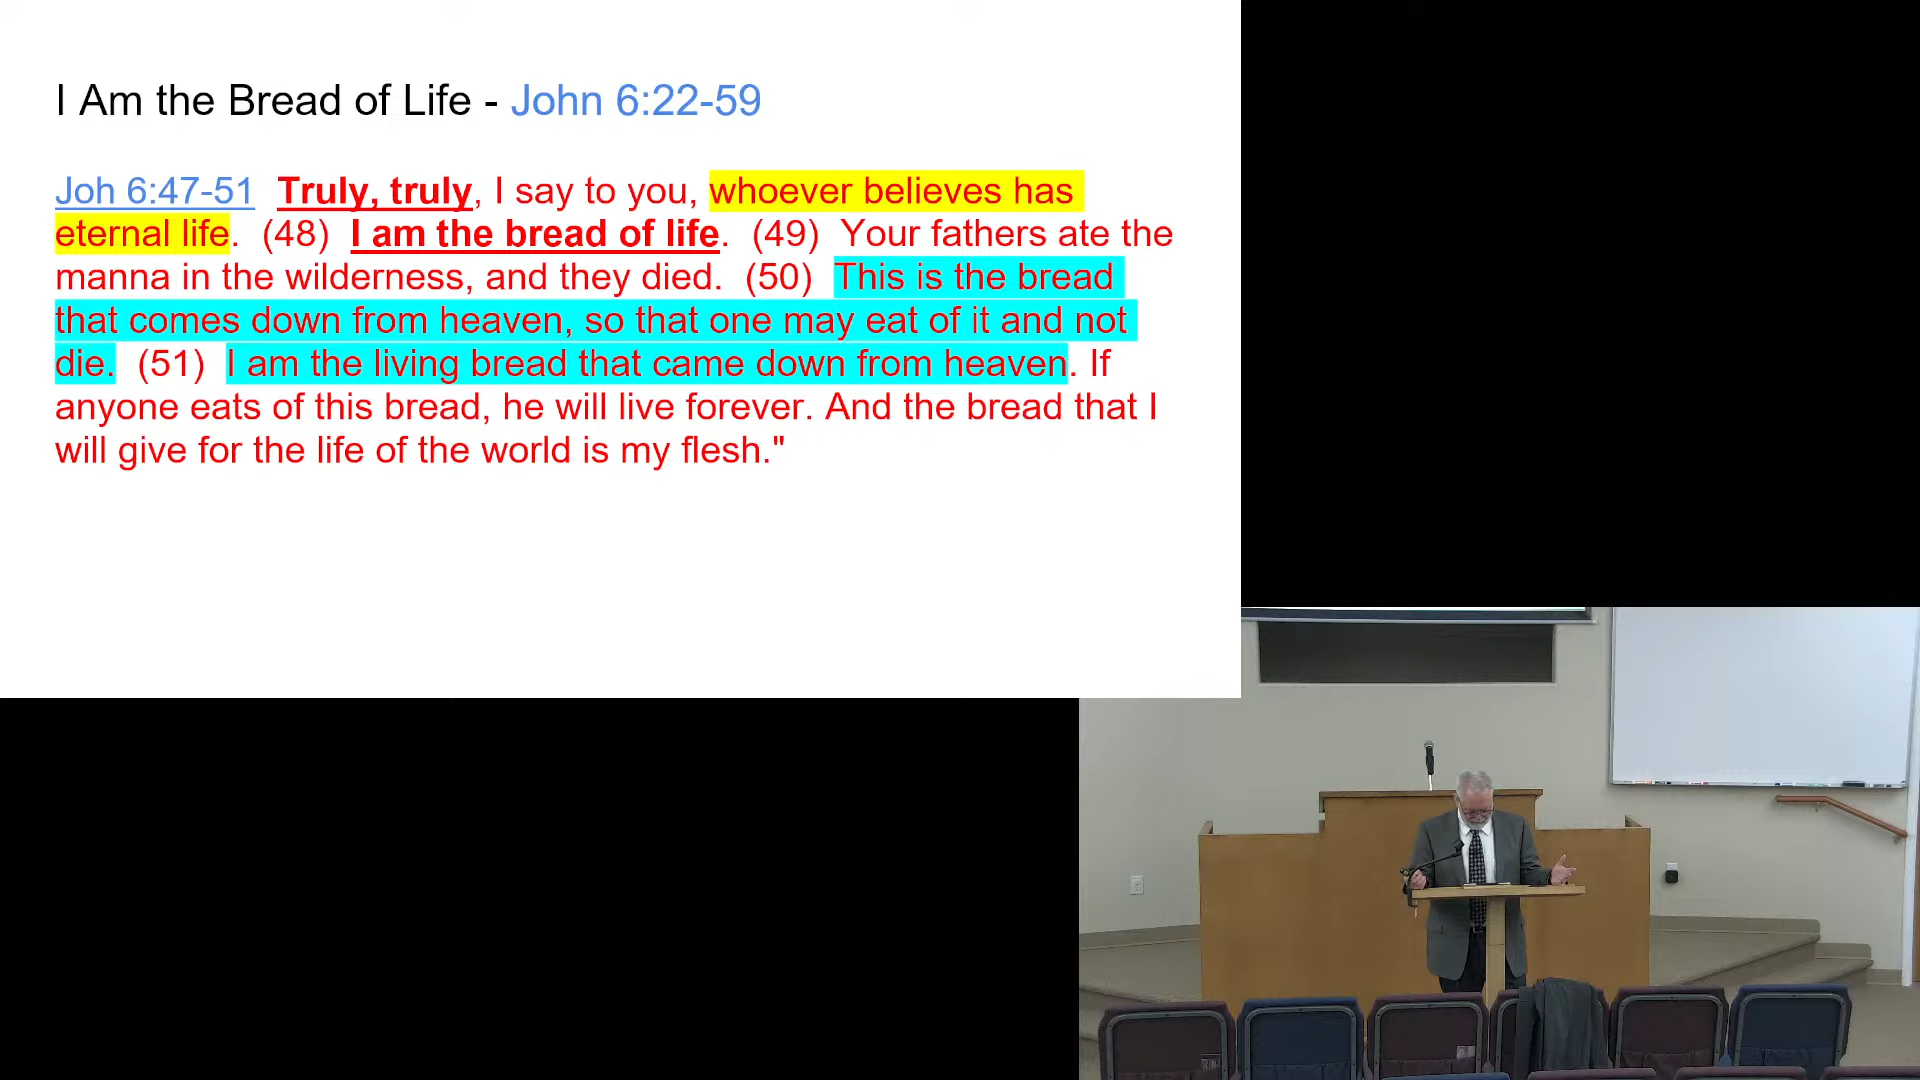 I Am the Bread of Life - John 6:22-59
Joh 6:47-51 Truly, truly, I say to you, whoever believes has
eternal life. (48) I am the bread of life. (49) Your fathers ate the
manna in the wilderness, and they died. (50) This is the bread
that comes down from heaven, so that one may eat of it and not
die. (51) I am the living bread that came down from heaven. If
anyone eats of this bread, he will live forever. And the bread that I
will give for the life of the world is my flesh."